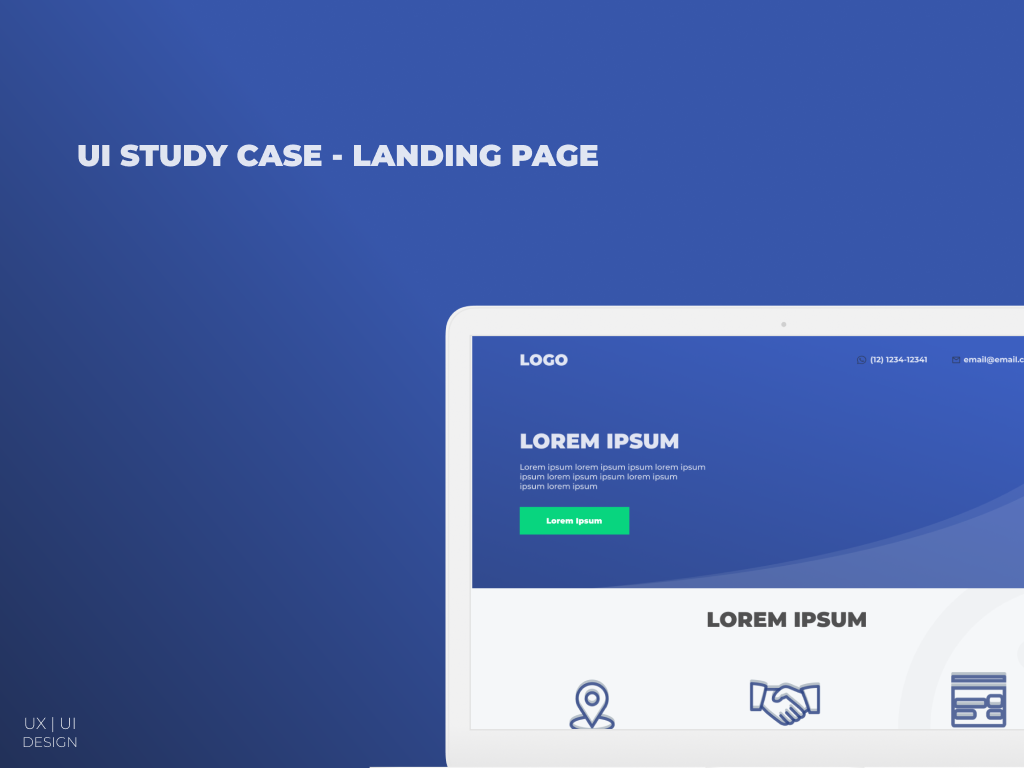 UI STUDY CASE - LANDING PAGE
LOGO
(12) 1234-12341
email@email.c
LOREM IPSUM
Lorem ipsum lorem ipsum ipsum lorem ipsum
ipsum lorem ipsum ipsum lorem ipsum
ipsum lorem ipsum
Lorem Ipsum
LOREM IPSUM
UX | UI
DESIGN